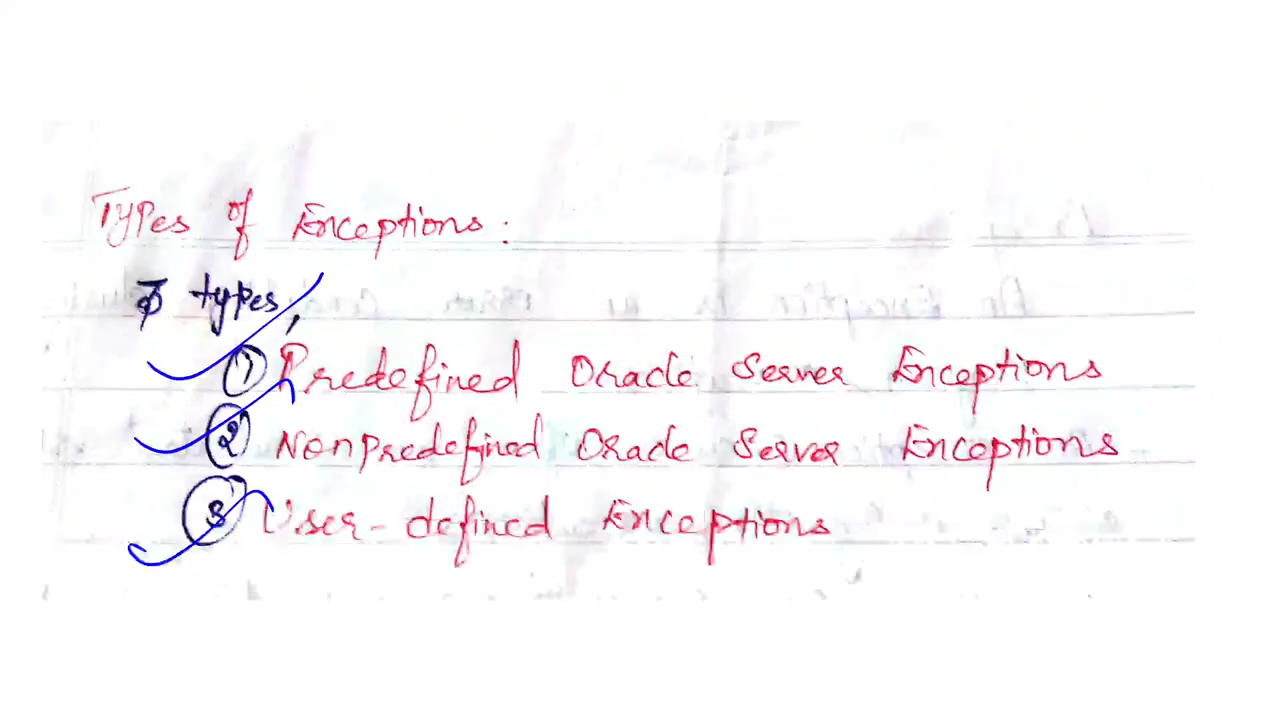 Types of Exceptions:
3 types,
① Predefined Oracle Server Exceptions
② Nonpredefined Oracle Server Exceptions
③ User-defined Exceptions